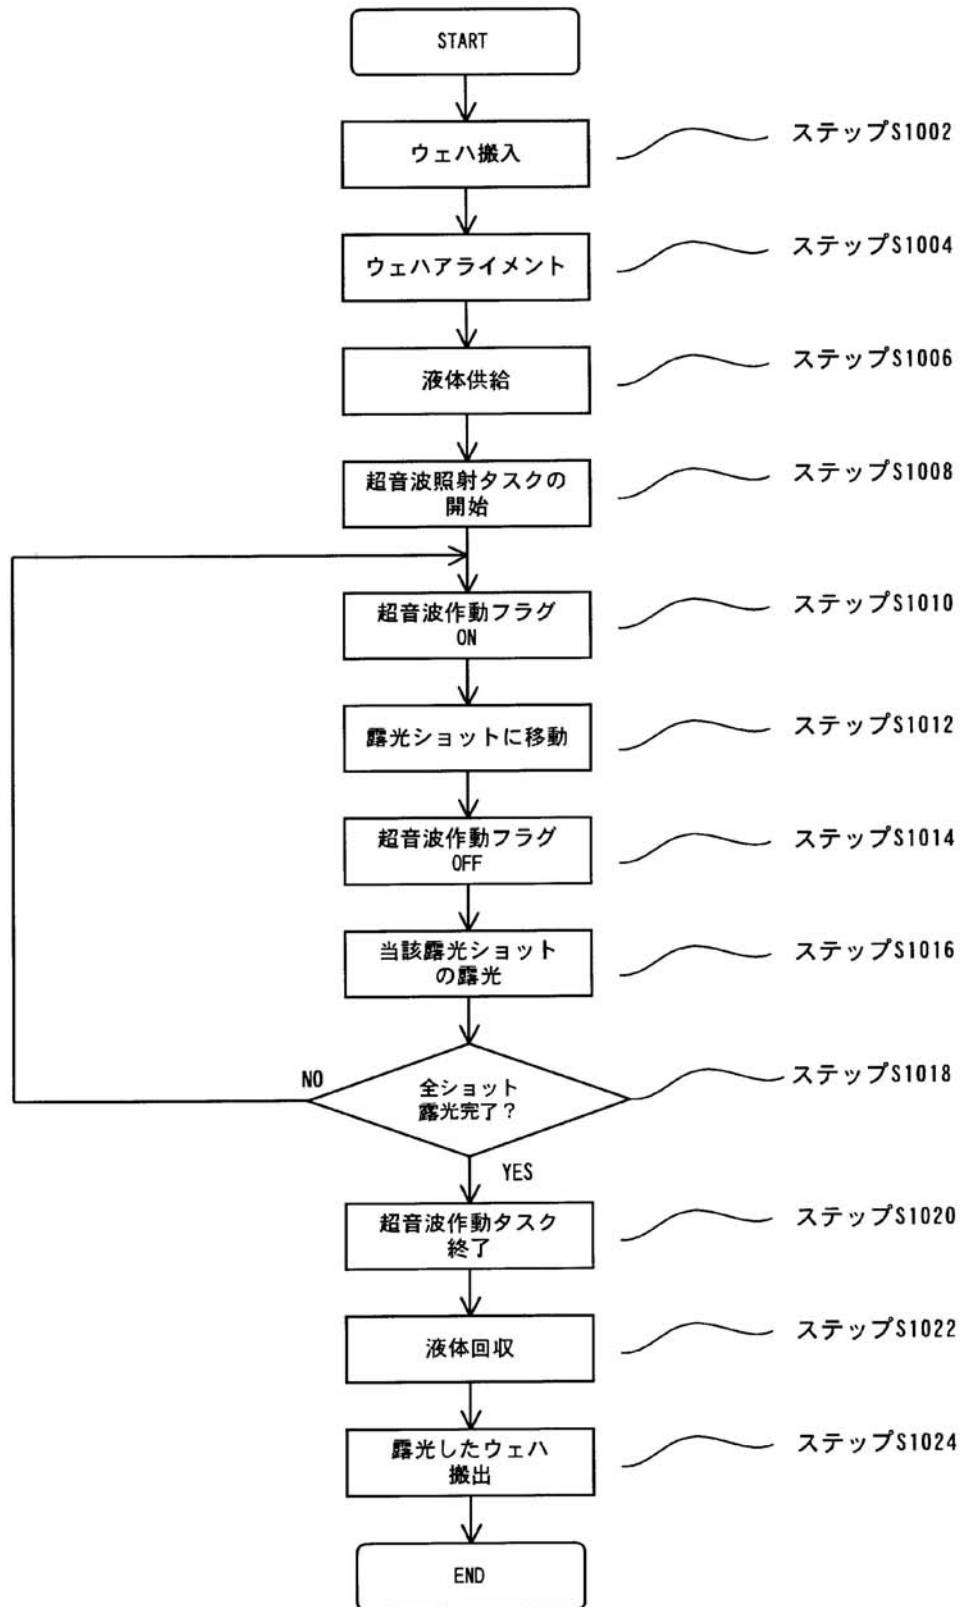 START
ウェハ搬入
ステップS1002
ウェハアライメント
ステップS1004
液体供給
ステップS1006
超音波照射タスクの
開始
ステップS1008
超音波作動フラグ
ON
ステップS1010
露光ショットに移動
ステップS1012
超音波作動フラグ
OFF
ステップS1014
当該露光ショット
の露光
ステップS1016
NO
全ショット
露光完了?
ステップS1018
YES
超音波作動タスク
終了
ステップS1020
液体回収
ステップS1022
露光したウェハ
搬出
ステップS1024
END